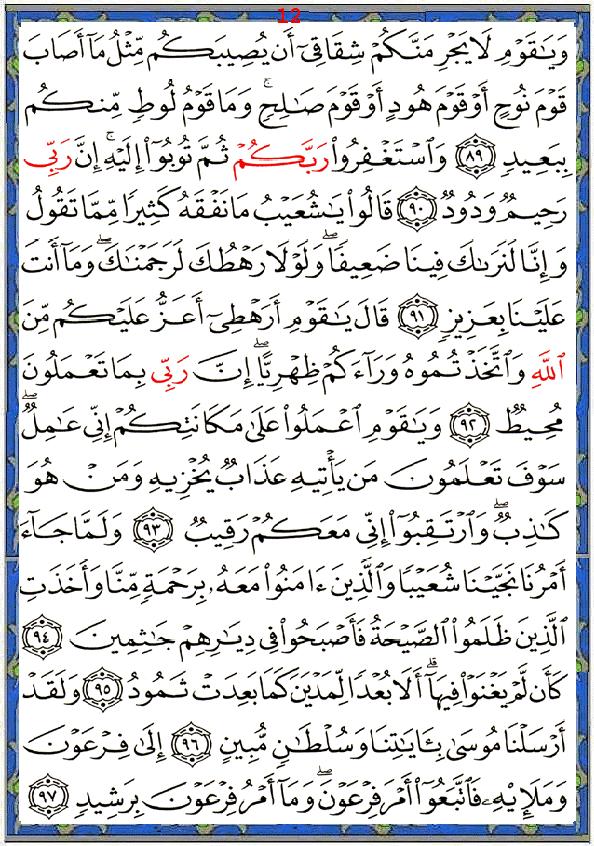 12
وَيَـٰقَوْمِ لَا يَجْرِمَنَّكُمْ شِقَاقِىٓ أَن يُصِيبَكُم مِّثْلُ مَآ أَصَابَ
قَوْمَ نُوحٍ أَوْ قَوْمَ هُودٍ أَوْ قَوْمَ صَـٰلِحٍ ۚ وَمَا قَوْمُ لُوطٍ مِّنكُم
بِبَعِيدٍ ٨٩ وَٱسْتَغْفِرُوا۟ رَبَّكُمْ ثُمَّ تُوبُوٓا۟ إِلَيْهِ ۚ إِنَّ رَبِّى
رَحِيمٌ وَدُودٌ ٩٠ قَالُوا۟ يَـٰشُعَيْبُ مَا نَفْقَهُ كَثِيرًا مِّمَّا تَقُولُ
وَإِنَّا لَنَرَىٰكَ فِينَا ضَعِيفًا ۖ وَلَوْلَا رَهْطُكَ لَرَجَمْنَـٰكَ ۖ وَمَآ أَنتَ
عَلَيْنَا بِعَزِيزٍ ٩١ قَالَ يَـٰقَوْمِ أَرَهْطِىٓ أَعَزُّ عَلَيْكُم مِّنَ
ٱللَّهِ وَٱتَّخَذْتُمُوهُ وَرَآءَكُمْ ظِهْرِيًّا ۖ إِنَّ رَبِّى بِمَا تَعْمَلُونَ
مُحِيطٌ ٩٢ وَيَـٰقَوْمِ ٱعْمَلُوا۟ عَلَىٰ مَكَانَتِكُمْ إِنِّى عَـٰمِلٌ ۖ
سَوْفَ تَعْلَمُونَ مَن يَأْتِيهِ عَذَابٌ يُخْزِيهِ وَمَنْ هُوَ
كَـٰذِبٌ ۖ وَٱرْتَقِبُوٓا۟ إِنِّى مَعَكُمْ رَقِيبٌ ٩٣ وَلَمَّا جَآءَ
أَمْرُنَا نَجَّيْنَا شُعَيْبًا وَٱلَّذِينَ ءَامَنُوا۟ مَعَهُۥ بِرَحْمَةٍ مِّنَّا وَأَخَذَتِ
ٱلَّذِينَ ظَلَمُوا۟ ٱلصَّيْحَةُ فَأَصْبَحُوا۟ فِى دِيَـٰرِهِمْ جَـٰثِمِينَ ٩٤
كَأَن لَّمْ يَغْنَوْا۟ فِيهَآ ۗ أَلَا بُعْدًا لِّمَدْيَنَ كَمَا بَعِدَتْ ثَمُودُ ٩٥ وَلَقَدْ
أَرْسَلْنَا مُوسَىٰ بِـَٔايَـٰتِنَا وَسُلْطَـٰنٍ مُّبِينٍ ٩٦ إِلَىٰ فِرْعَوْنَ
وَمَلَإِي۟هِۦ فَٱتَّبَعُوٓا۟ أَمْرَ فِرْعَوْنَ ۖ وَمَآ أَمْرُ فِرْعَوْنَ بِرَشِيدٍ ٩٧